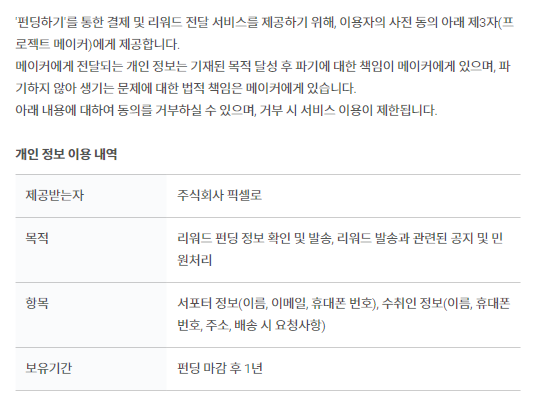 '펀딩하기'를 통한 결제 및 리워드 전달 서비스를 제공하기 위해, 이용자의 사전 동의 아래 제3자(프
로젝트 메이커)에게 제공합니다.
메이커에게 전달되는 개인 정보는 기재된 목적 달성 후 파기에 대한 책임이 메이커에게 있으며, 파
기하지 않아 생기는 문제에 대한 법적 책임은 메이커에게 있습니다.
아래 내용에 대하여 동의를 거부하실 수 있으며, 거부 시 서비스 이용이 제한됩니다.
개인 정보 이용 내역
제공받는자 주식회사 픽셀로
목적 리워드 펀딩 정보 확인 및 발송, 리워드 발송과 관련된 공지 및 민
원처리
항목 서포터 정보(이름, 이메일, 휴대폰 번호), 수취인 정보(이름, 휴대폰
번호, 주소, 배송 시 요청사항)
보유기간 펀딩 마감 후 1년